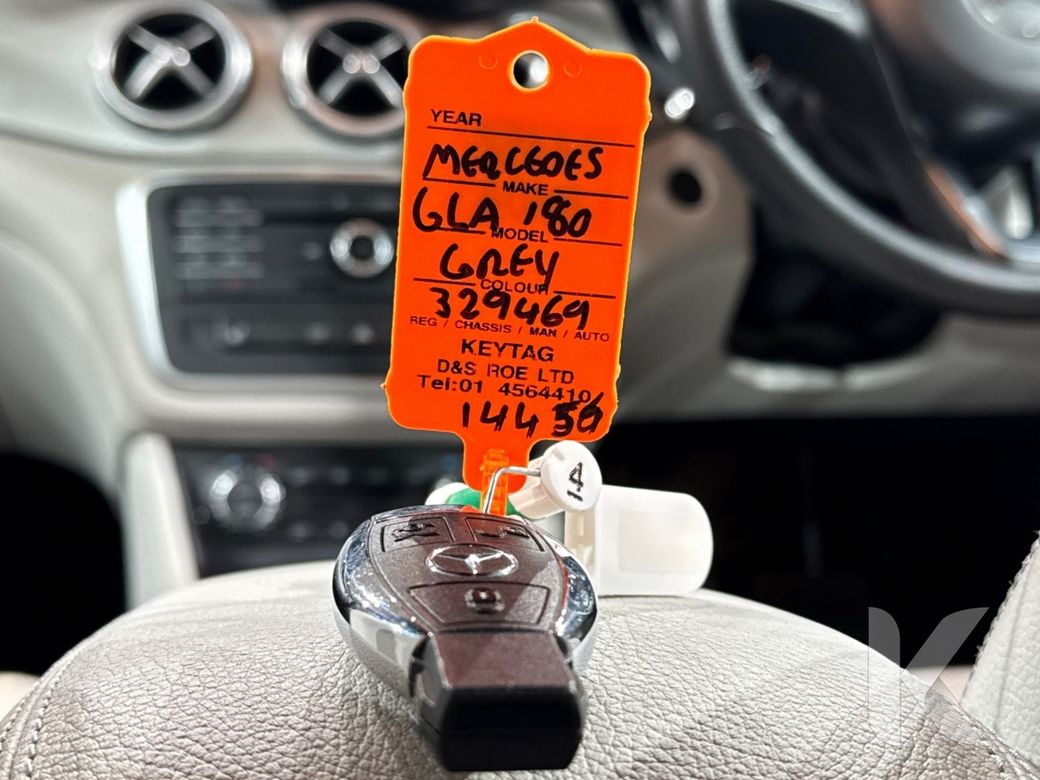 YEAR
MERCEDES
MAKE
GLA 180
MODEL
GREY
COLOUR
329469
REG / CHASSIS / MAN / AUTO
KEYTAG
D&S ROE LTD
Tel:01 4564410
14456
4
K